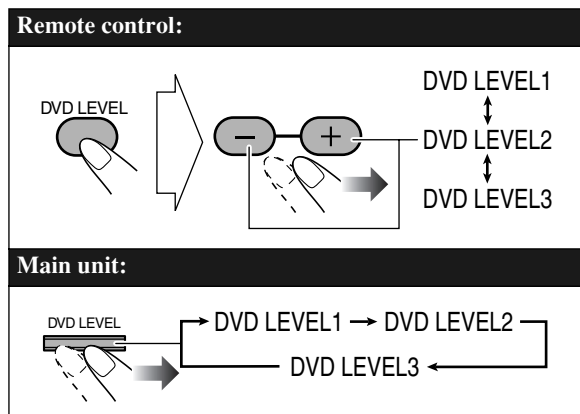 Remote control:
DVD LEVEL
– +
DVD LEVEL1
DVD LEVEL2
DVD LEVEL3
Main unit:
DVD LEVEL
DVD LEVEL1 DVD LEVEL2
DVD LEVEL3